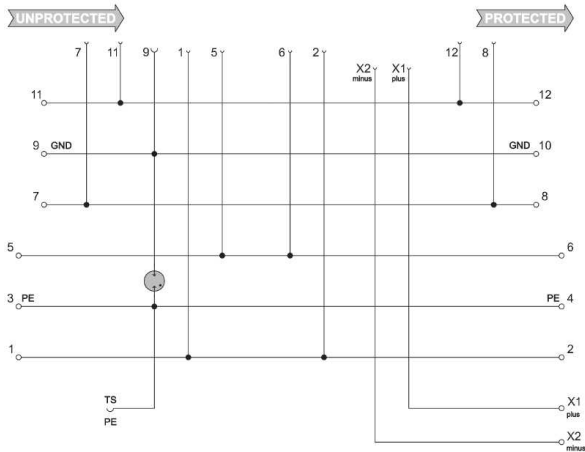 UNPROTECTED PROTECTED
7 11 9 1 5 6 2 12 8
X2 X1
minus plus
11 12
9 GND GND 10
7 8
5 6
3 PE PE 4
1 2
TS X1
PE plus
X2
minus